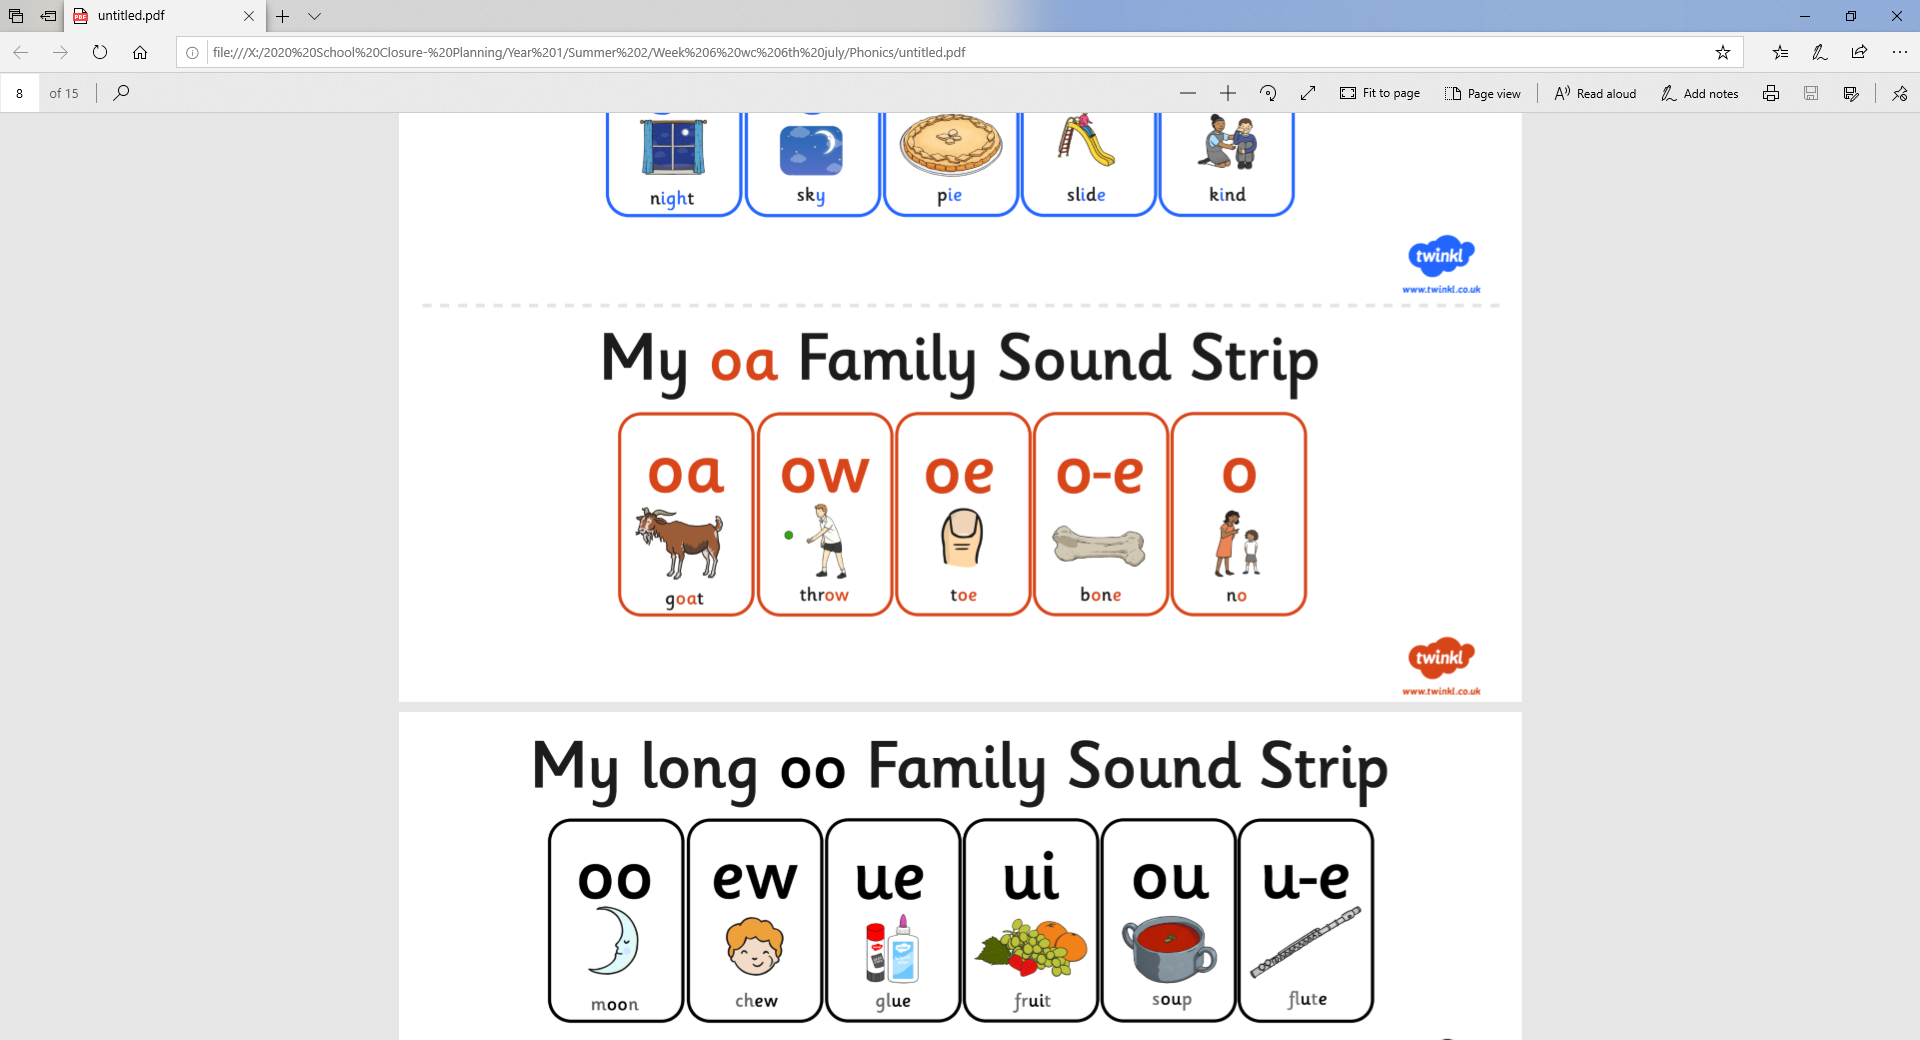 untitled.pdf
file:///X:/2020%20School%20Closure-%20Planning/Year%201/Summer%202/Week%206%20wc%206th%20july/Phonics/untitled.pdf
8 of 15 Fit to page Page view Read aloud Add notes
night sky pie slide kind
twinkl
www.twinkl.co.uk
My oa Family Sound Strip
oa ow oe o-e o
goat throw toe bone no
twinkl
www.twinkl.co.uk
My long oo Family Sound Strip
oo ew ue ui ou u-e
moon chew glue fruit soup flute